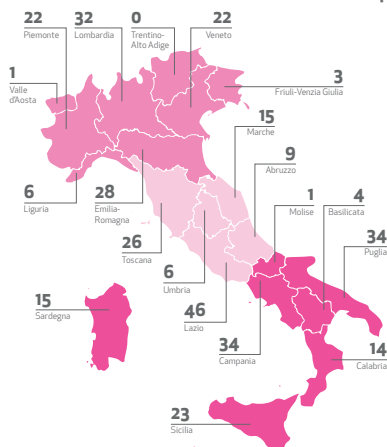 22
Piemonte
32
Lombardia
0
Trentino-
Alto Adige
22
Veneto
1
Valle
d'Aosta
3
Friuli-Venzia Giulia
15
Marche
9
Abruzzo
6
Liguria
28
Emilia-
Romagna
1
Molise
4
Basilicata
34
Puglia
26
Toscana
6
Umbria
15
Sardegna
46
Lazio
34
Campania
14
Calabria
23
Sicilia